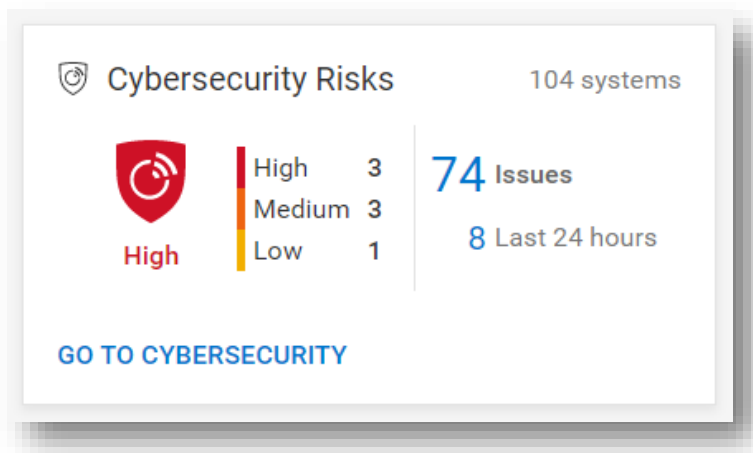 Cybersecurity Risks 104 systems
High 3
Medium 3
Low 1
High
74 Issues
8 Last 24 hours
GO TO CYBERSECURITY